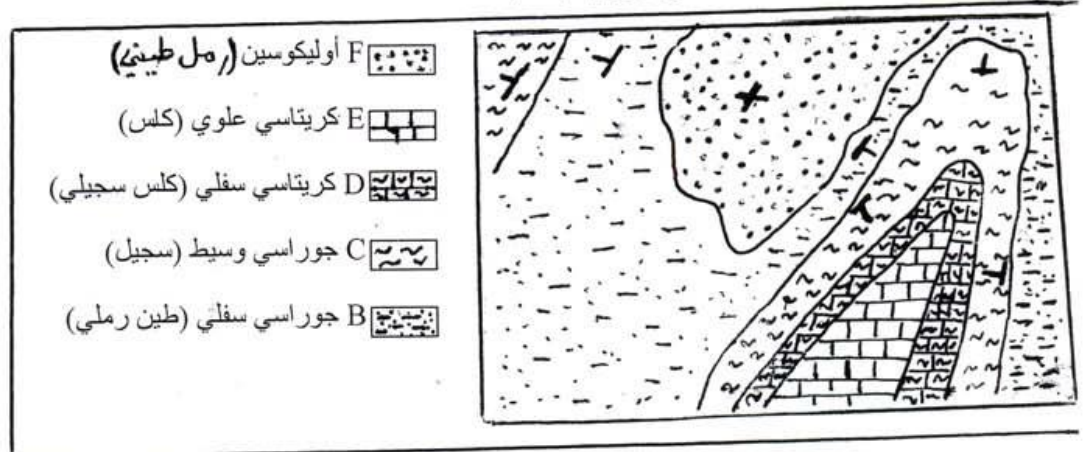 F أوليكوسين (رمل طيني)
E كريتاسي علوي (كلس)
D كريتاسي سفلي (كلس سجيلي)
C جوراسي وسيط (سجيل)
B جوراسي سفلي (طين رملي)